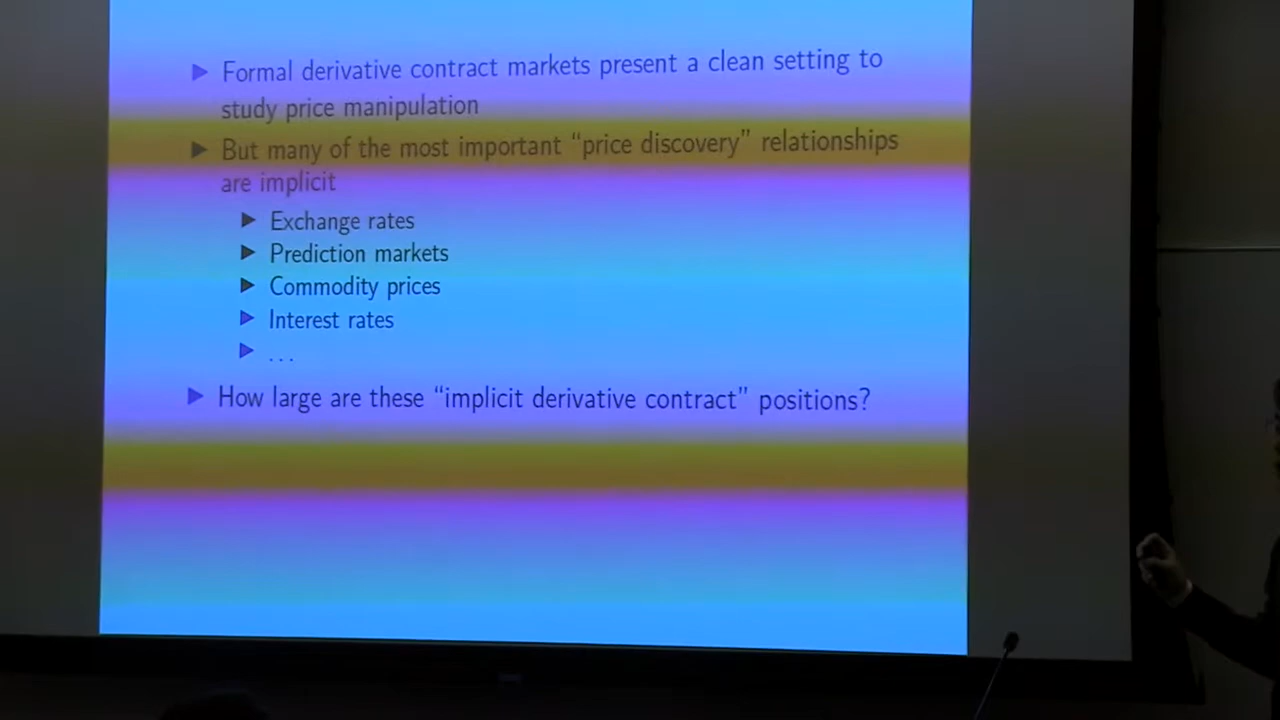 Formal derivative contract markets present a clean setting to
study price manipulation
But many of the most important “price discovery” relationships
are implicit
Exchange rates
Prediction markets
Commodity prices
Interest rates
. . .
How large are these “implicit derivative contract” positions?